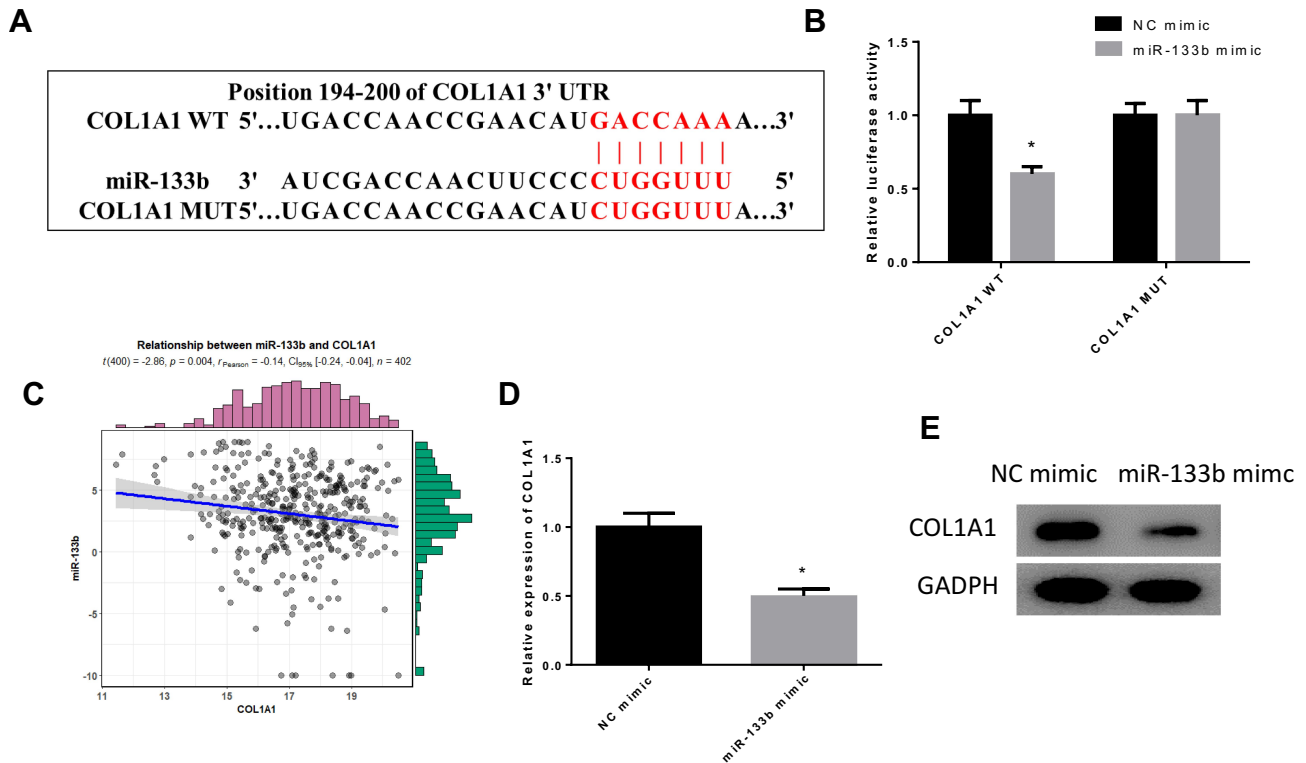 A
Position 194-200 of COL1A1 3' UTR
COL1A1 WT 5'...UGACCAACCGAACAUGACCAAAA...3'
miR-133b 3' AUCGACCAACUUCCCCUGGUUU 5'
COL1A1 MUT5'...UGACCAACCGAACAUCUGGUUUA...3'
B
NC mimic
miR-133b mimic
Relative luciferase activity
1.5
1.0
0.5
0.0
*
COL1A1 WT
COL1A1 MUT
C
Relationship between miR-133b and COL1A1
t(400) = -2.86, p = 0.004, rPearson = -0.14, CI95% [-0.24, -0.04], n = 402
miR-133b
5
0
-5
-10
11 13 15 17 19
COL1A1
D
Relative expression of COL1A1
1.5
1.0
0.5
0.0
*
NC mimic
miR-133b mimic
E
NC mimic miR-133b mimc
COL1A1
GADPH